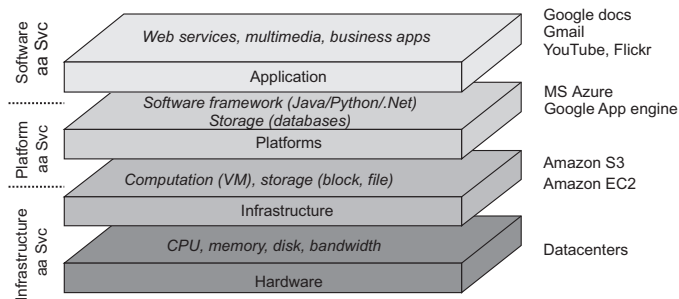 Software
aa Svc
Web services, multimedia, business apps
Application
Google docs
Gmail
YouTube, Flickr
Platform
aa Svc
Software framework (Java/Python/.Net)
Storage (databases)
Platforms
MS Azure
Google App engine
Infrastructure
aa Svc
Computation (VM), storage (block, file)
Infrastructure
Amazon S3
Amazon EC2
CPU, memory, disk, bandwidth
Hardware
Datacenters